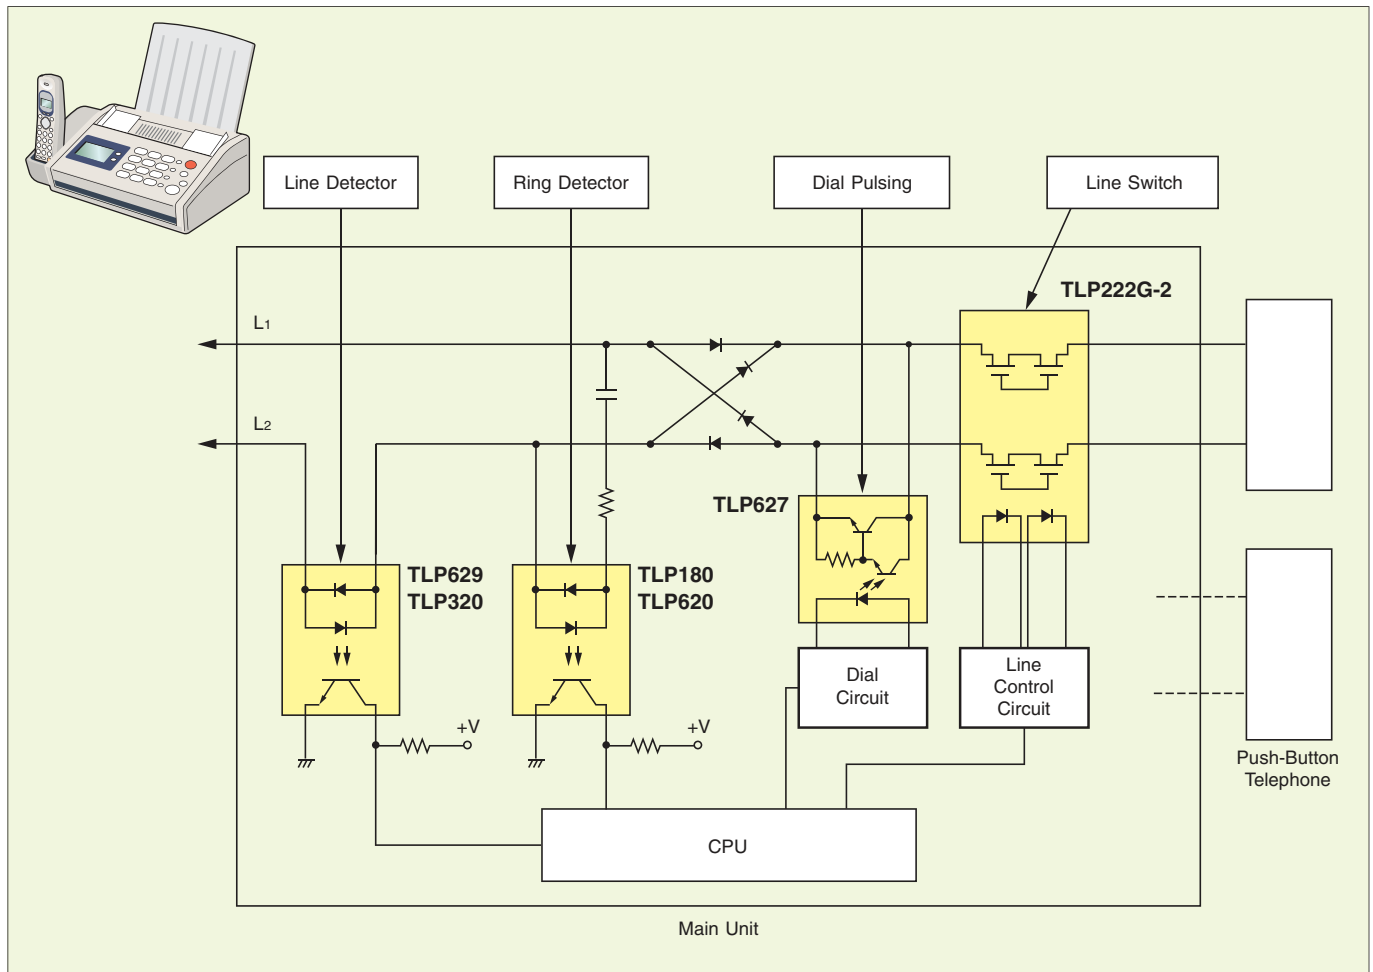 Line Detector
Ring Detector
Dial Pulsing
Line Switch
TLP222G-2
L1
L2
TLP627
TLP629
TLP320
TLP180
TLP620
Dial
Circuit
Line
Control
Circuit
+V
+V
Push-Button
Telephone
CPU
Main Unit